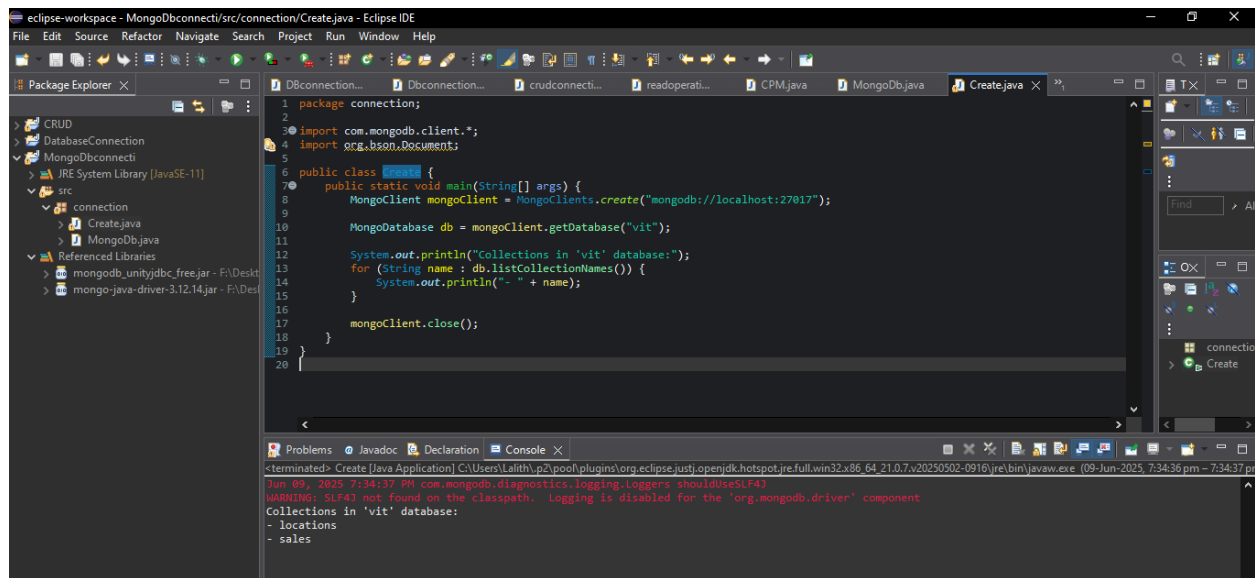 eclipse-workspace - MongoDbconnecti/src/connection/Create.java - Eclipse IDE
File Edit Source Refactor Navigate Search Project Run Window Help
Package Explorer
DBconnection...
Dbconnection...
crudconnecti...
readoperati...
CPM.java
MongoDb.java
Create.java
CRUD
DatabaseConnection
MongoDbconnecti
JRE System Library [JavaSE-11]
src
connection
Create.java
MongoDb.java
Referenced Libraries
mongodb_unityjdbc_free.jar - F:\Deskt
mongo-java-driver-3.12.14.jar - F:\Desl
1 package connection;
2
3 import com.mongodb.client.*;
4 import org.bson.Document;
5
6 public class Create {
7 public static void main(String[] args) {
8 MongoClient mongoClient = MongoClients.create("mongodb://localhost:27017");
9
10 MongoDatabase db = mongoClient.getDatabase("vit");
11
12 System.out.println("Collections in 'vit' database:");
13 for (String name : db.listCollectionNames()) {
14 System.out.println("- " + name);
15 }
16
17 mongoClient.close();
18 }
19 }
20
T
Find
Al
O
connectio
Create
Problems Javadoc Declaration Console
<terminated> Create [Java Application] C:\Users\Lalith\.p2\pool\plugins\org.eclipse.justj.openjdk.hotspot.jre.full.win32.x86_64_21.0.7.v20250502-0916\jre\bin\javaw.exe (09-Jun-2025, 7:34:36 pm – 7:34:37 pr
Jun 09, 2025 7:34:37 PM com.mongodb.diagnostics.logging.Loggers shouldUseSLF4J
WARNING: SLF4J not found on the classpath. Logging is disabled for the 'org.mongodb.driver' component
Collections in 'vit' database:
- locations
- sales